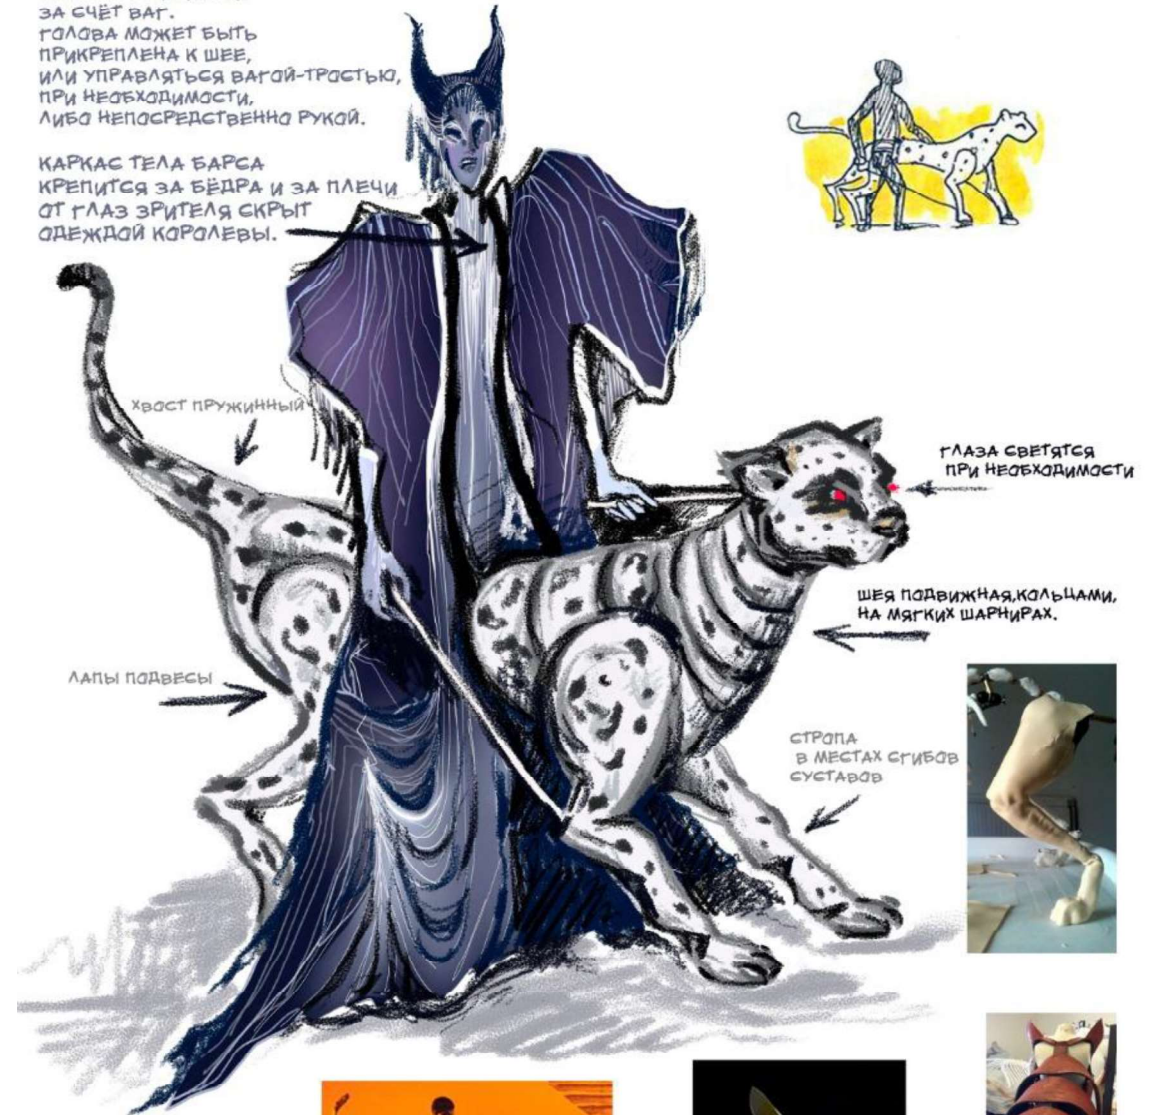 ЗА СЧЁТ ВАГ.
ГОЛОВА МОЖЕТ БЫТЬ
ПРИКРЕПЛЕНА К ШЕЕ,
ИЛИ УПРАВЛЯТЬСЯ ВАГОЙ-ТРОСТЬЮ,
ПРИ НЕОБХОДИМОСТИ,
ЛИБО НЕПОСРЕДСТВЕННО РУКОЙ.
КАРКАС ТЕЛА БАРСА
КРЕПИТСЯ ЗА БЁДРА И ЗА ПЛЕЧИ
ОТ ГЛАЗ ЗРИТЕЛЯ СКРЫТ
ОДЕЖДОЙ КОРОЛЕВЫ.
ХВОСТ ПРУЖИННЫЙ
ГЛАЗА СВЕТЯТСЯ
ПРИ НЕОБХОДИМОСТИ
ШЕЯ ПОДВИЖНАЯ,КОЛЬЦАМИ,
НА МЯГКИХ ШАРНИРАХ.
ЛАПЫ ПОДВЕСЫ
СТРОПА
В МЕСТАХ СГИБОВ
СУСТАВОВ